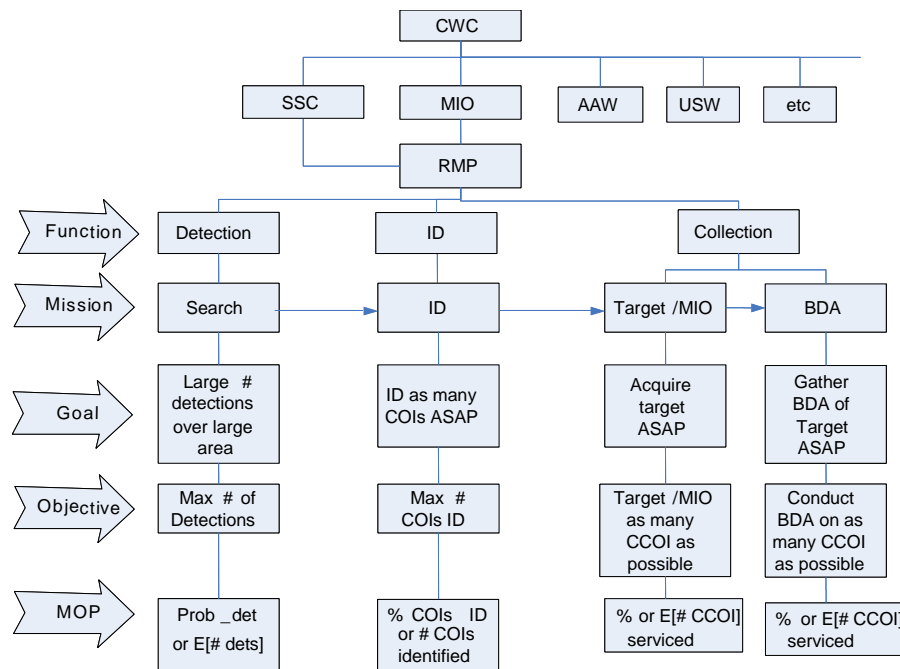 CWC
SSC
MIO
AAW
USW
etc
RMP
Function
Detection
ID
Collection
Mission
Search
ID
Target /MIO
BDA
Goal
Large #
detections
over large
area
ID as many
COIs ASAP
Acquire
target
ASAP
Gather
BDA of
Target
ASAP
Objective
Max # of
Detections
Max #
COIs ID
Target /MIO
as many
CCOI as
possible
Conduct
BDA on as
many CCOI
as possible
MOP
Prob _det
or E[# dets]
% COIs ID
or # COIs
identified
% or E[# CCOI]
serviced
% or E[# CCOI]
serviced